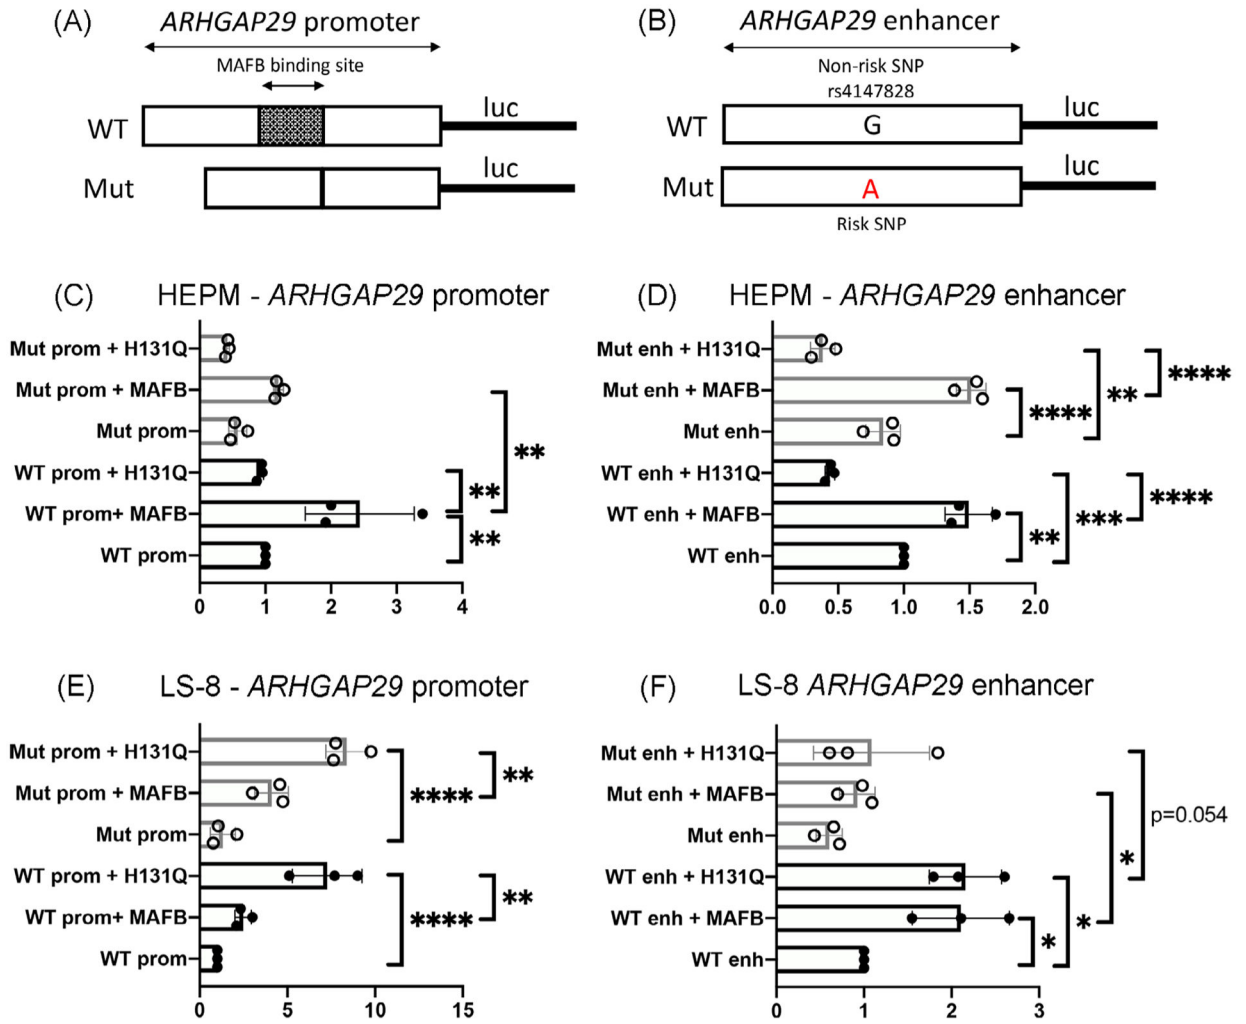 (A) ARHGAP29 promoter
MAFB binding site
WT luc
Mut luc
(B) ARHGAP29 enhancer
Non-risk SNP
rs4147828
WT G luc
Mut A luc
Risk SNP
(C) HEPM - ARHGAP29 promoter
Mut prom + H131Q
Mut prom + MAFB
Mut prom
WT prom + H131Q
WT prom+ MAFB
WT prom
**
**
**
0 1 2 3 4
(D) HEPM - ARHGAP29 enhancer
Mut enh + H131Q
Mut enh + MAFB
Mut enh
WT enh + H131Q
WT enh + MAFB
WT enh
****
**
****
****
***
**
0.0 0.5 1.0 1.5 2.0
(E) LS-8 - ARHGAP29 promoter
Mut prom + H131Q
Mut prom + MAFB
Mut prom
WT prom + H131Q
WT prom+ MAFB
WT prom
**
****
**
****
0 5 10 15
(F) LS-8 ARHGAP29 enhancer
Mut enh + H131Q
Mut enh + MAFB
Mut enh
WT enh + H131Q
WT enh + MAFB
WT enh
p=0.054
*
*
*
0 1 2 3